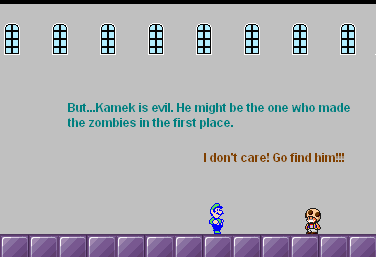 But...Kamek is evil. He might be the one who made
the zombies in the first place.
I don't care! Go find him!!!